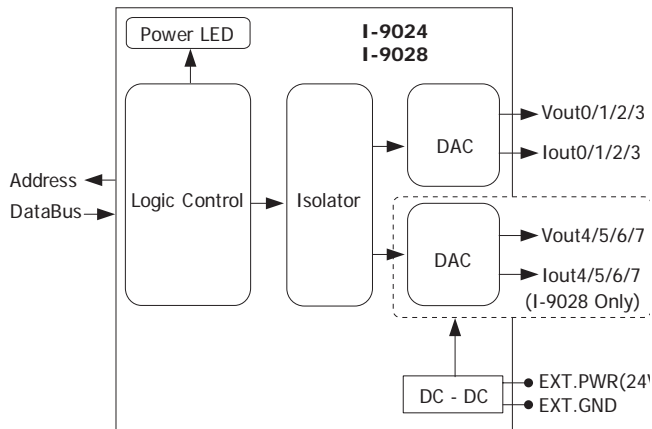 Power LED
I-9024
I-9028
Address
DataBus
Logic Control
Isolator
DAC
Vout0/1/2/3
Iout0/1/2/3
DAC
Vout4/5/6/7
Iout4/5/6/7
(I-9028 Only)
DC - DC
EXT.PWR(24V
EXT.GND